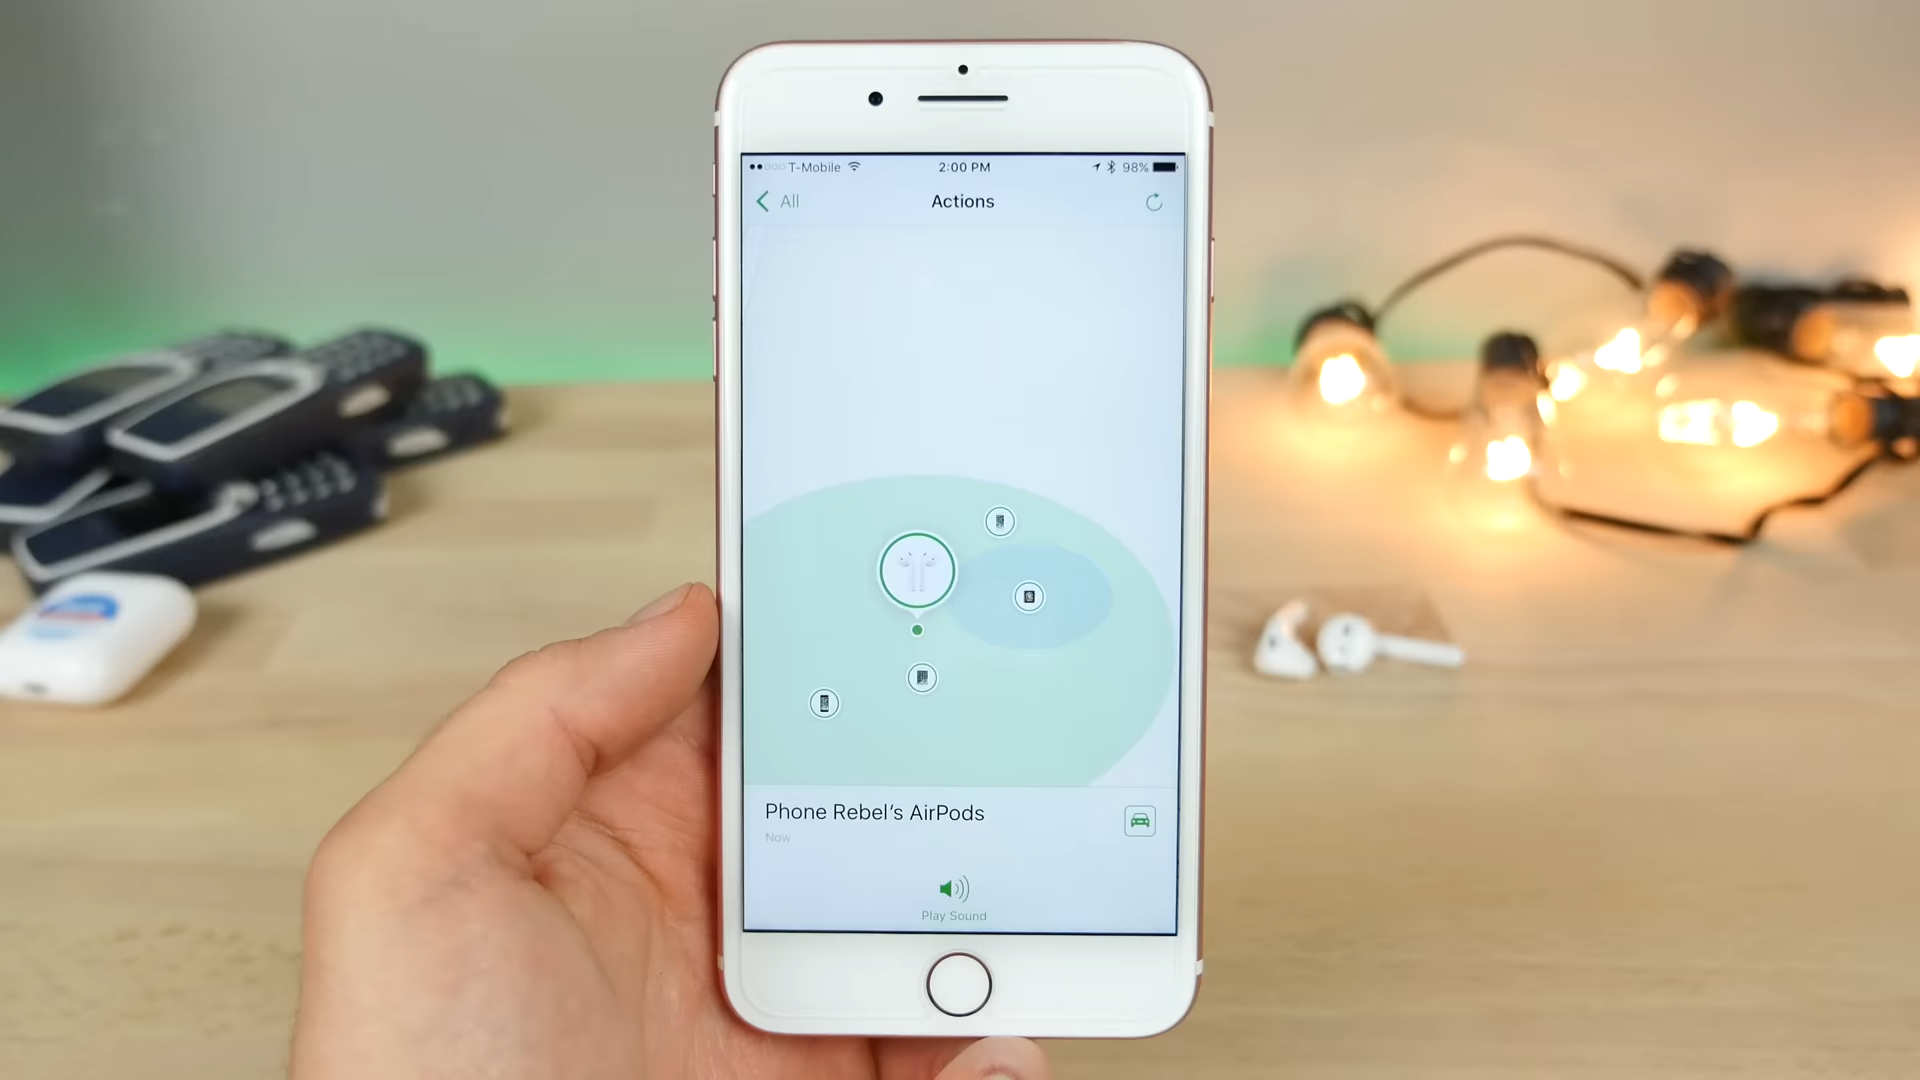 T-Mobile 2:00 PM 98%
All Actions
Phone Rebel's AirPods
Now
Play Sound